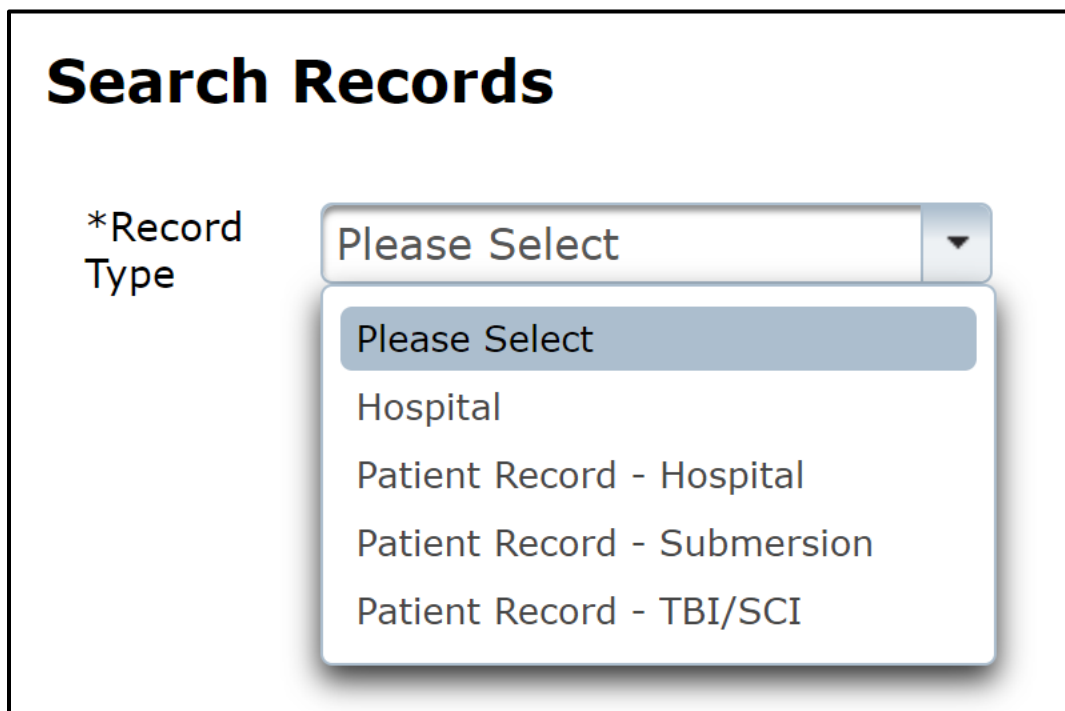 Search Records
*Record
Type
Please Select
Please Select
Hospital
Patient Record - Hospital
Patient Record - Submersion
Patient Record - TBI/SCI